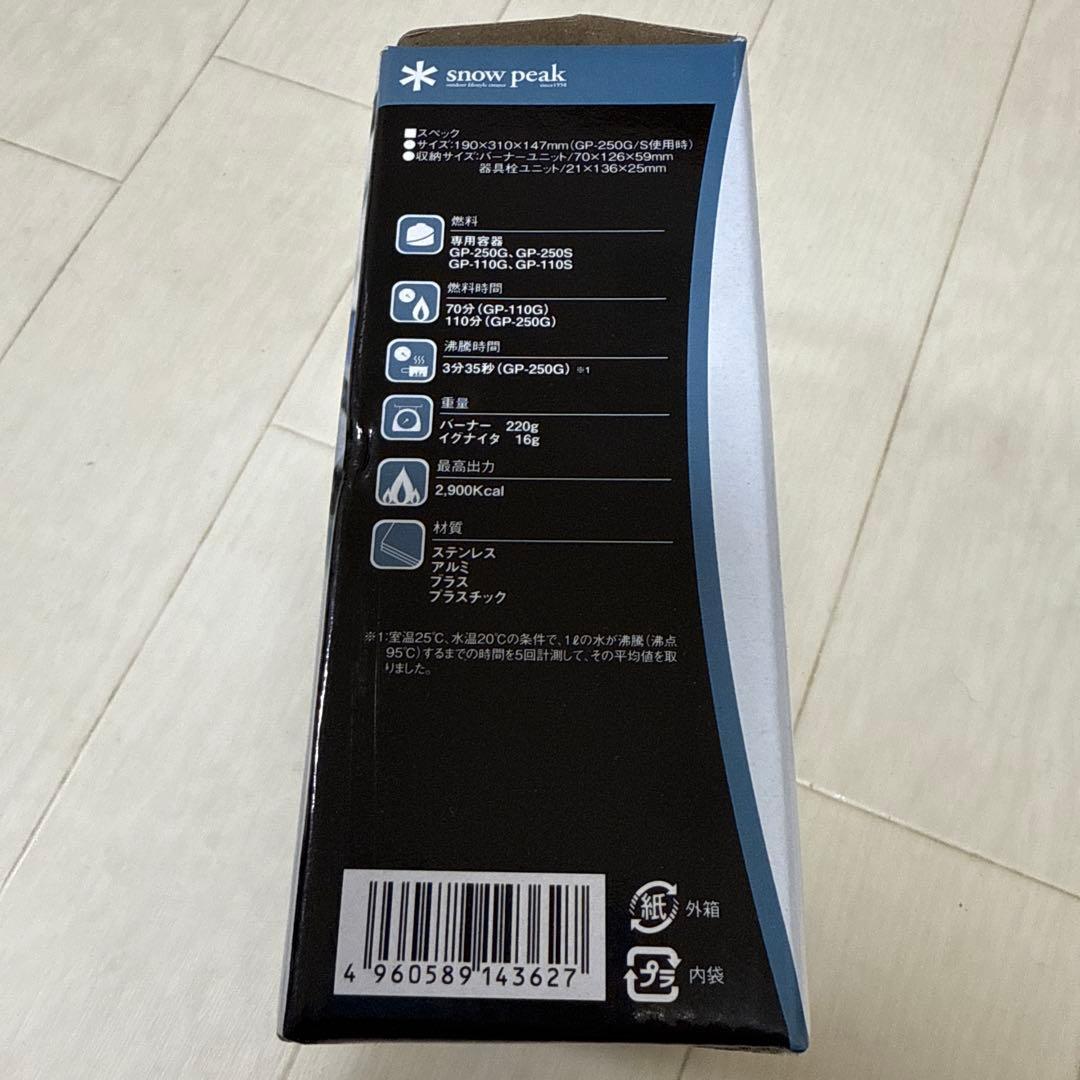 snow peak
outdoor lifestyle creator since1958
■スペック
●サイズ:190×310×147mm(GP-250G/S使用時)
●収納サイズ:バーナーユニット/70×126×59mm
器具栓ユニット/21×136×25mm
燃料
専用容器
GP-250G、GP-250S
GP-110G、GP-110S
燃料時間
70分(GP-110G)
110分(GP-250G)
沸騰時間
3分35秒(GP-250G) ※1
重量
バーナー 220g
イグナイタ 16g
最高出力
2,900Kcal
材質
ステンレス
アルミ
ブラス
プラスチック
※1:室温25℃、水温20℃の条件で、1ℓの水が沸騰(沸点
95℃)するまでの時間を5回計測して、その平均値を取
りました。
4 960589 143627
紙 外箱
プラ 内袋